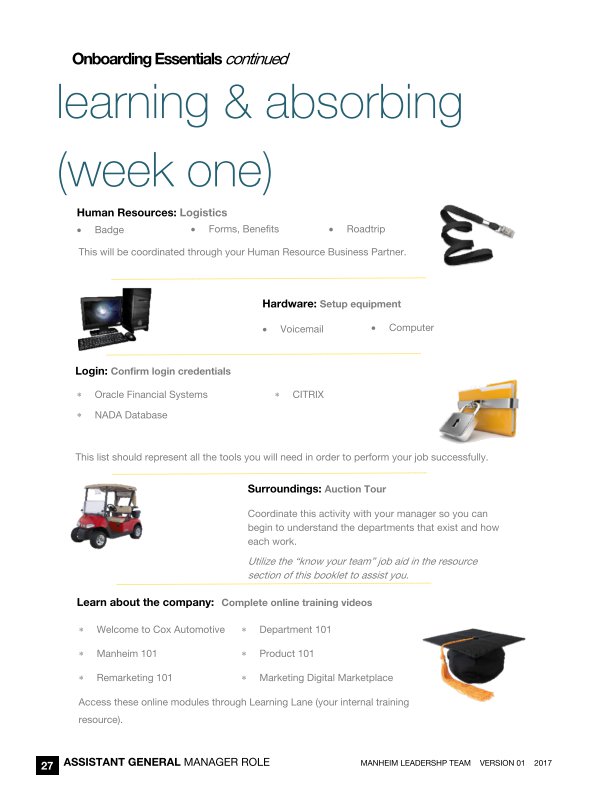 Onboarding Essentials continued
learning & absorbing
(week one)
Human Resources: Logistics
• Badge • Forms, Benefits • Roadtrip
This will be coordinated through your Human Resource Business Partner.
Hardware: Setup equipment
• Voicemail • Computer
Login: Confirm login credentials
* Oracle Financial Systems * CITRIX
* NADA Database
This list should represent all the tools you will need in order to perform your job successfully.
Surroundings: Auction Tour
Coordinate this activity with your manager so you can
begin to understand the departments that exist and how
each work.
Utilize the “know your team” job aid in the resource
section of this booklet to assist you.
Learn about the company: Complete online training videos
* Welcome to Cox Automotive * Department 101
* Manheim 101 * Product 101
* Remarketing 101 * Marketing Digital Marketplace
Access these online modules through Learning Lane (your internal training
resource).
27 ASSISTANT GENERAL MANAGER ROLE MANHEIM LEADERSHP TEAM VERSION 01 2017